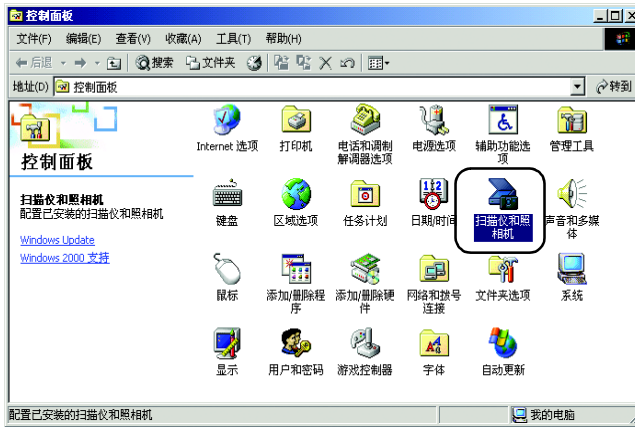 控制面板
文件(F) 编辑(E) 查看(V) 收藏(A) 工具(T) 帮助(H)
后退 搜索 文件夹
地址(D) 控制面板 转到
控制面板
扫描仪和照相机
配置已安装的扫描仪和照相机
Windows Update
Windows 2000 支持
Internet 选项
打印机
电话和调制
解调器选项
电源选项
辅助功能选
项
管理工具
键盘
区域选项
任务计划
日期/时间
扫描仪和照
相机
声音和多媒
体
鼠标
添加/删除程
序
添加/删除硬
件
网络和拨号
连接
文件夹选项
系统
显示
用户和密码
游戏控制器
字体
自动更新
配置已安装的扫描仪和照相机 我的电脑